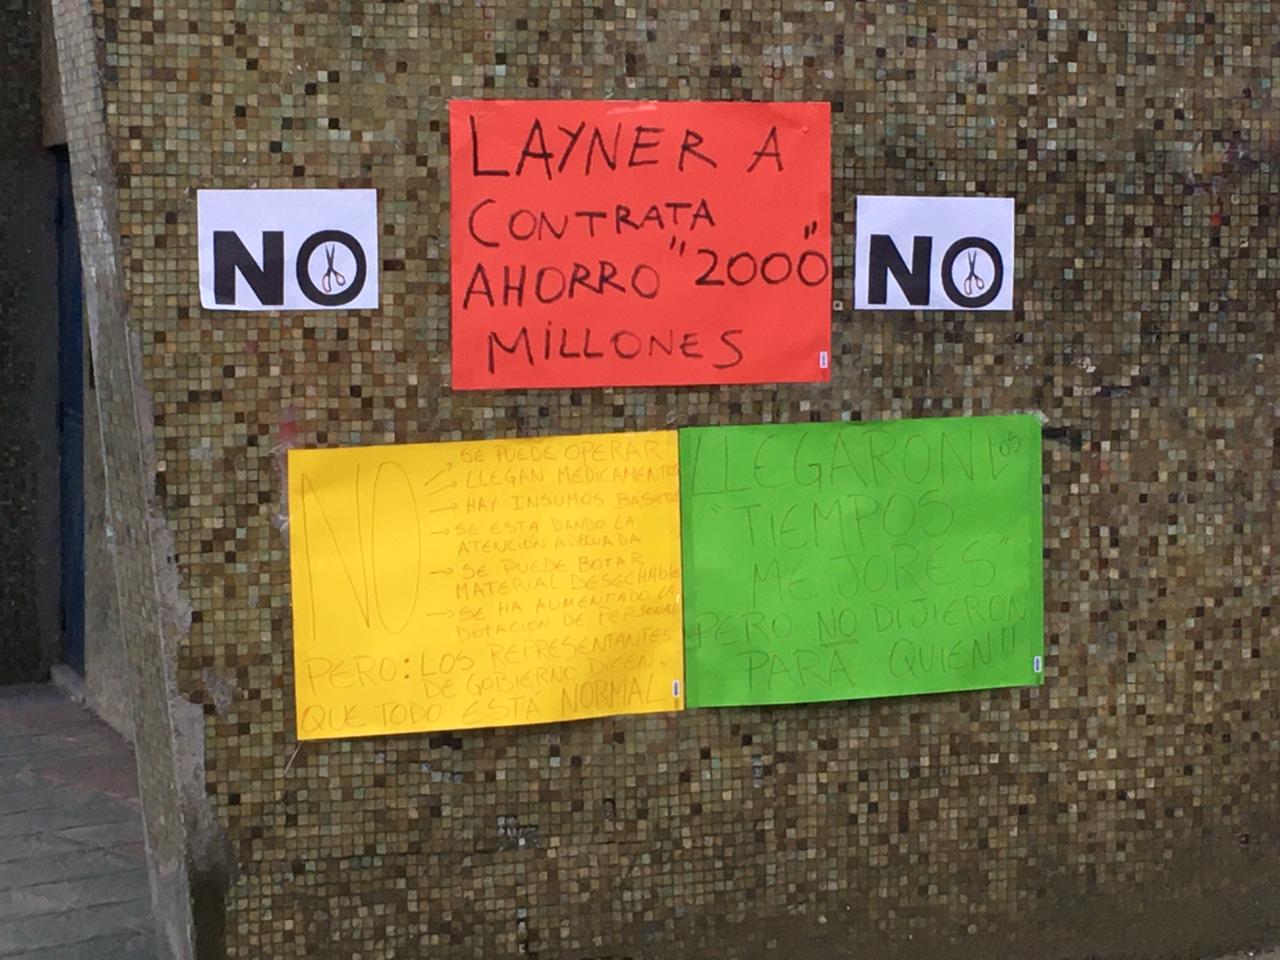 NO
LAYNER A
CONTRATA
AHORRO "2000"
MiLLONES
NO
NO
SE PUEDE OPERAR
LLEGAN MEDICAMENTOS
→ HAY INSUMOS BÁSICOS
→ SE ESTA DANDO LA
ATENCIÓN ADECUADA
→ SE PUEDE BOTAR
MATERIAL DESECHABLE
→ SE HA AUMENTADO LA
DOTACION DE PERSONAL
PERO: LOS REPRESENTANTES
DE GOBIERNO DICEN.
QUE TODO ESTÁ NORMAL
LLEGARON LOS
"TIEMPOS
MEJORES"
PERO NO DIJIERON
PARA QUIEN!!